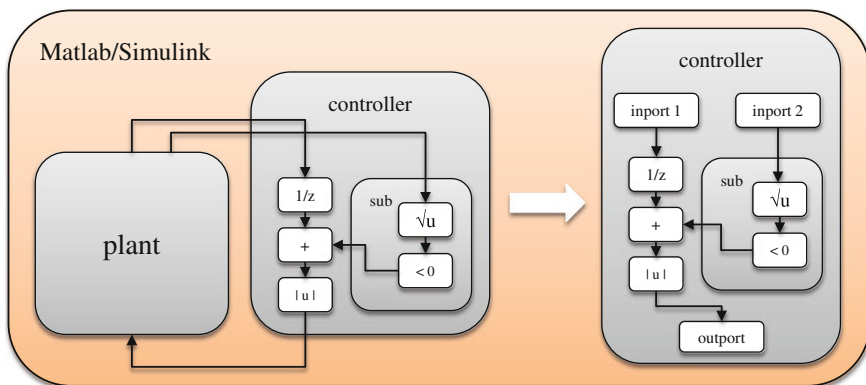 Matlab/Simulink
plant
controller
1/z
+
| u |
sub
√u
< 0
controller
inport 1
inport 2
1/z
+
| u |
sub
√u
< 0
outport